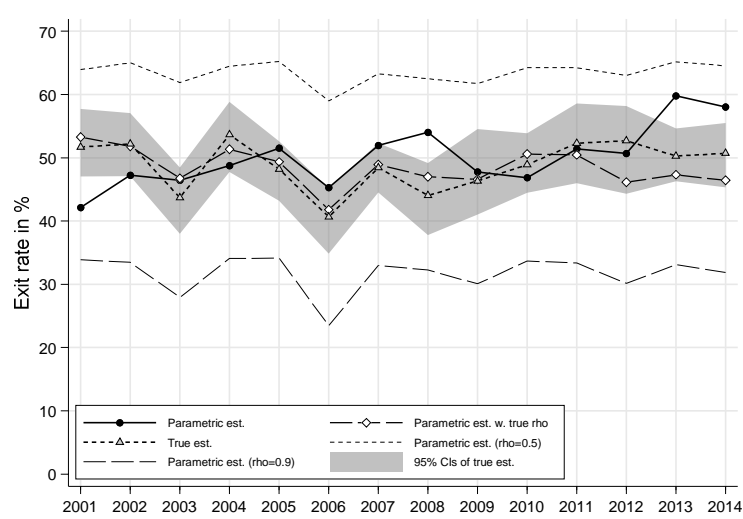 70
60
50
40
30
20
10
0
Exit rate in %
Parametric est.
Parametric est. w. true rho
True est.
Parametric est. (rho=0.5)
Parametric est. (rho=0.9)
95% CIs of true est.
2001 2002 2003 2004 2005 2006 2007 2008 2009 2010 2011 2012 2013 2014